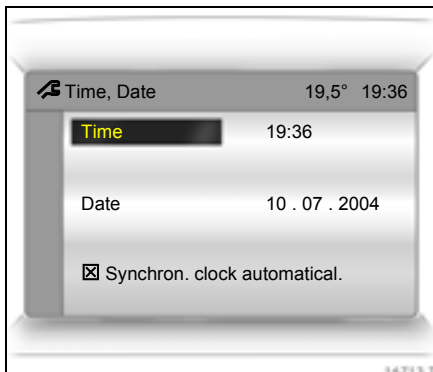 Time, Date 19,5° 19:36
Time 19:36
Date 10 . 07 . 2004
Synchron. clock automatical.